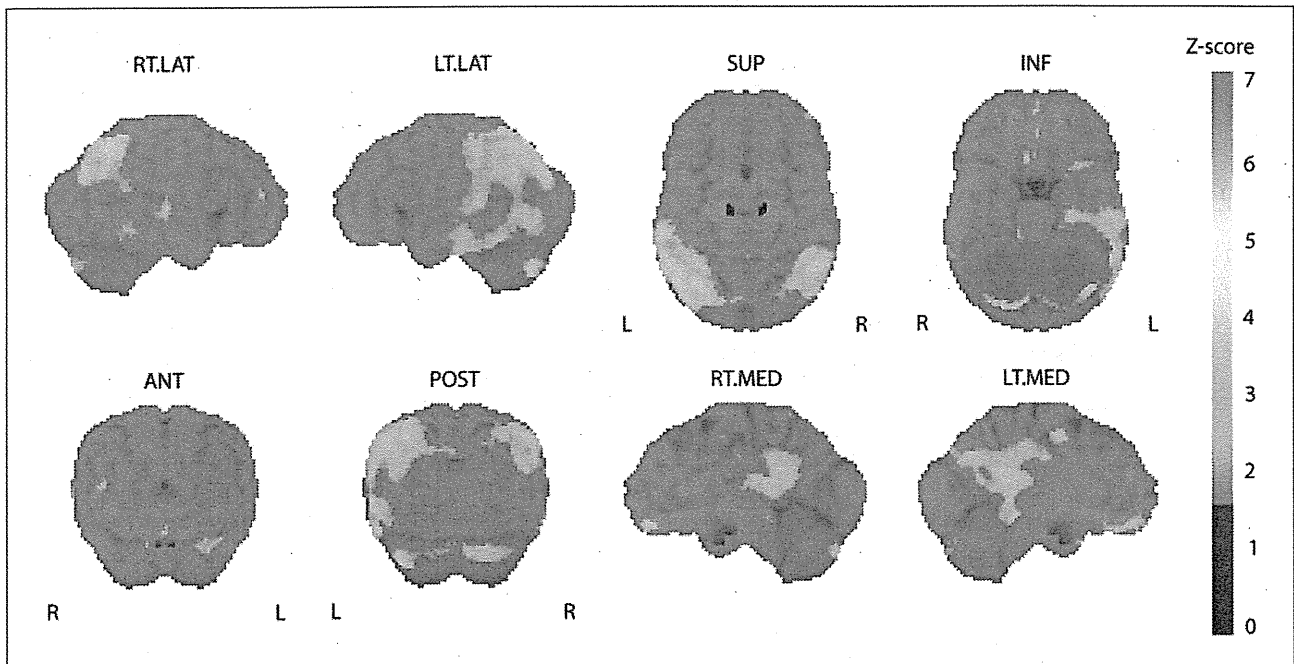 RT.LAT
LT.LAT
SUP
INF
Z-score
7
6
5
4
3
2
1
0
L
R
R
L
ANT
POST
RT.MED
LT.MED
R
L
L
R